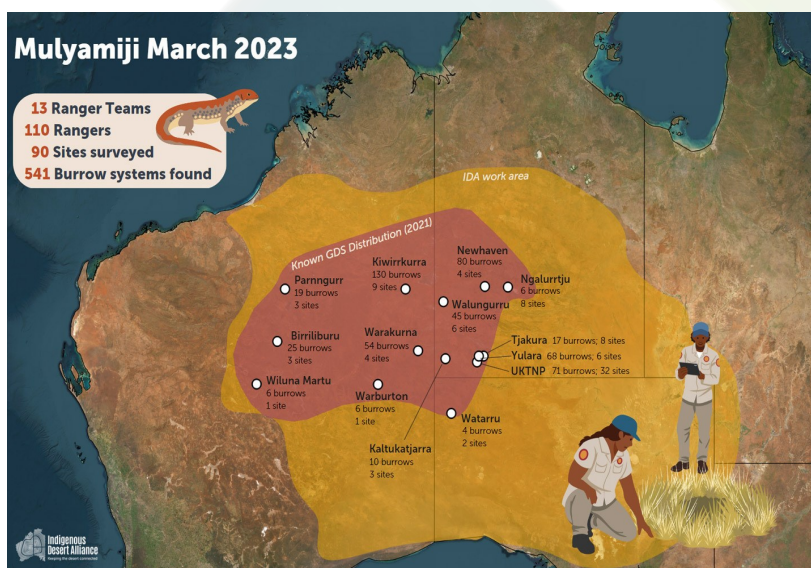 Mulyamiji March 2023
13 Ranger Teams
110 Rangers
90 Sites surveyed
541 Burrow systems found
IDA work area
Known GDS Distribution (2021)
Parnngurr
19 burrows
3 sites
Kiwirrkurra
130 burrows
9 sites
Newhaven
80 burrows
4 sites
Ngalurrtju
6 burrows
8 sites
Walungurru
45 burrows
6 sites
Birriliburu
25 burrows
3 sites
Warakurna
54 burrows
4 sites
Tjakura 17 burrows; 8 sites
Yulara 68 burrows; 6 sites
UKTNP 71 burrows; 32 sites
Wiluna Martu
6 burrows
1 site
Warburton
6 burrows
1 site
Watarru
4 burrows
2 sites
Kaltukatjarra
10 burrows
3 sites
Indigenous
Desert Alliance
Keeping the desert connected